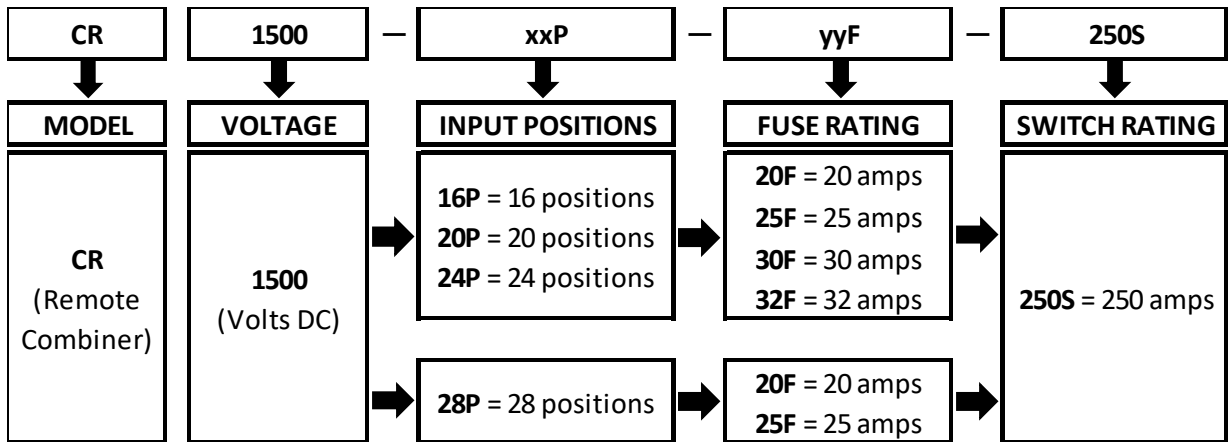 CR 1500 — xxP — yyF — 250S
MODEL VOLTAGE INPUT POSITIONS FUSE RATING SWITCH RATING
CR
(Remote
Combiner)
1500
(Volts DC)
16P = 16 positions
20P = 20 positions
24P = 24 positions
20F = 20 amps
25F = 25 amps
30F = 30 amps
32F = 32 amps
250S = 250 amps
28P = 28 positions
20F = 20 amps
25F = 25 amps